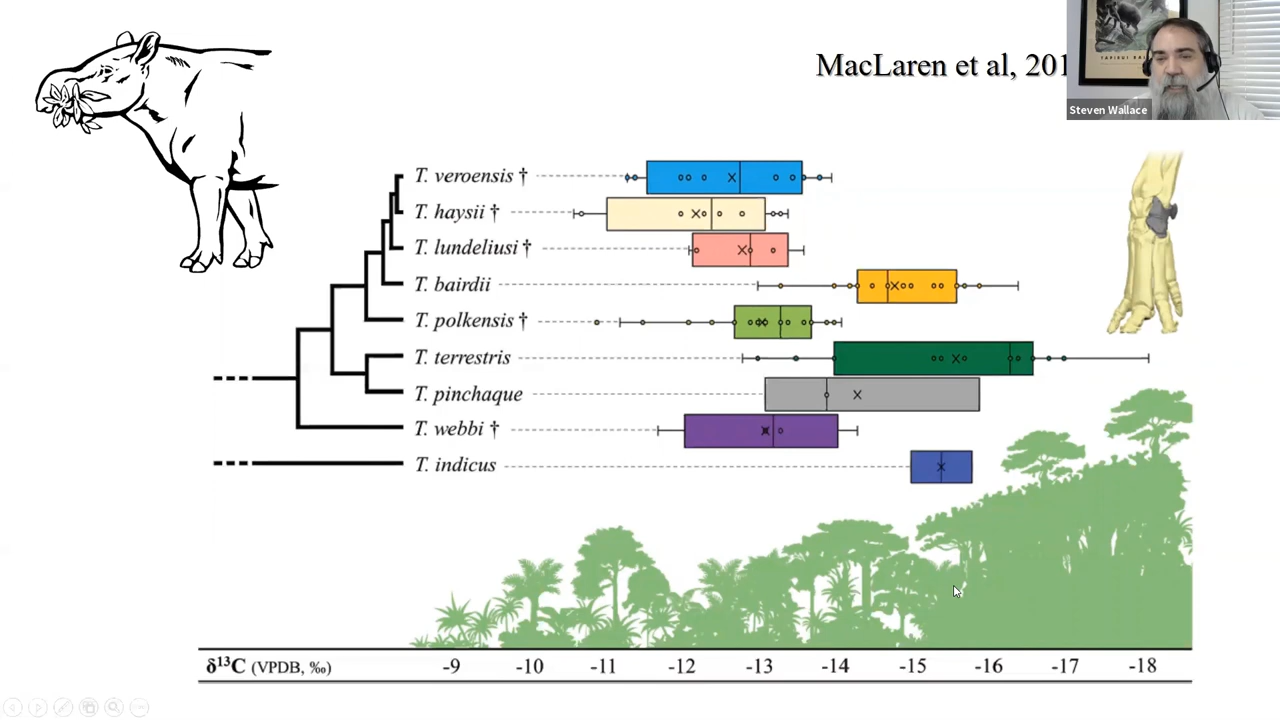 MacLaren et al, 201
Steven Wallace
T. veroensis †
T. haysii †
T. lundeliusi †
T. bairdii
T. polkensis †
T. terrestris
T. pinchaque
T. webbi †
T. indicus
δ¹³C (VPDB, ‰) -9 -10 -11 -12 -13 -14 -15 -16 -17 -18